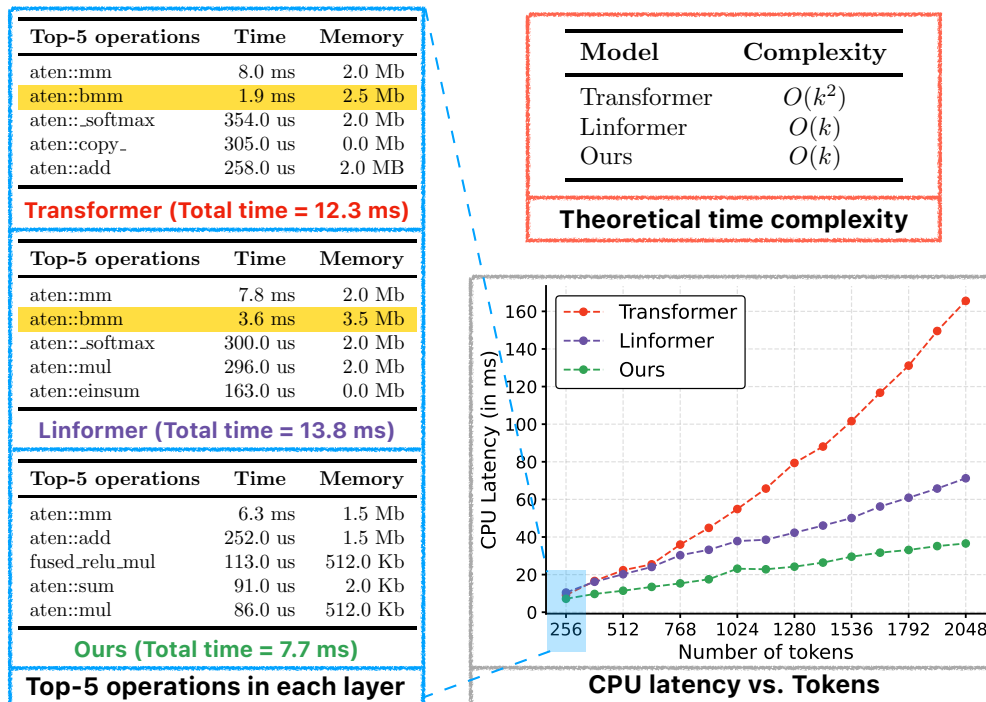 Top-5 operations Time Memory
aten::mm 8.0 ms 2.0 Mb
aten::bmm 1.9 ms 2.5 Mb
aten::_softmax 354.0 us 2.0 Mb
aten::copy_ 305.0 us 0.0 Mb
aten::add 258.0 us 2.0 MB
Transformer (Total time = 12.3 ms)
Top-5 operations Time Memory
aten::mm 7.8 ms 2.0 Mb
aten::bmm 3.6 ms 3.5 Mb
aten::_softmax 300.0 us 2.0 Mb
aten::mul 296.0 us 2.0 Mb
aten::einsum 163.0 us 0.0 Mb
Linformer (Total time = 13.8 ms)
Top-5 operations Time Memory
aten::mm 6.3 ms 1.5 Mb
aten::add 252.0 us 1.5 Mb
fused_relu_mul 113.0 us 512.0 Kb
aten::sum 91.0 us 2.0 Kb
aten::mul 86.0 us 512.0 Kb
Ours (Total time = 7.7 ms)
Top-5 operations in each layer
Model Complexity
Transformer O(k²)
Linformer O(k)
Ours O(k)
Theoretical time complexity
CPU Latency (in ms)
160
140
120
100
80
60
40
20
0
Transformer
Linformer
Ours
256 512 768 1024 1280 1536 1792 2048
Number of tokens
CPU latency vs. Tokens